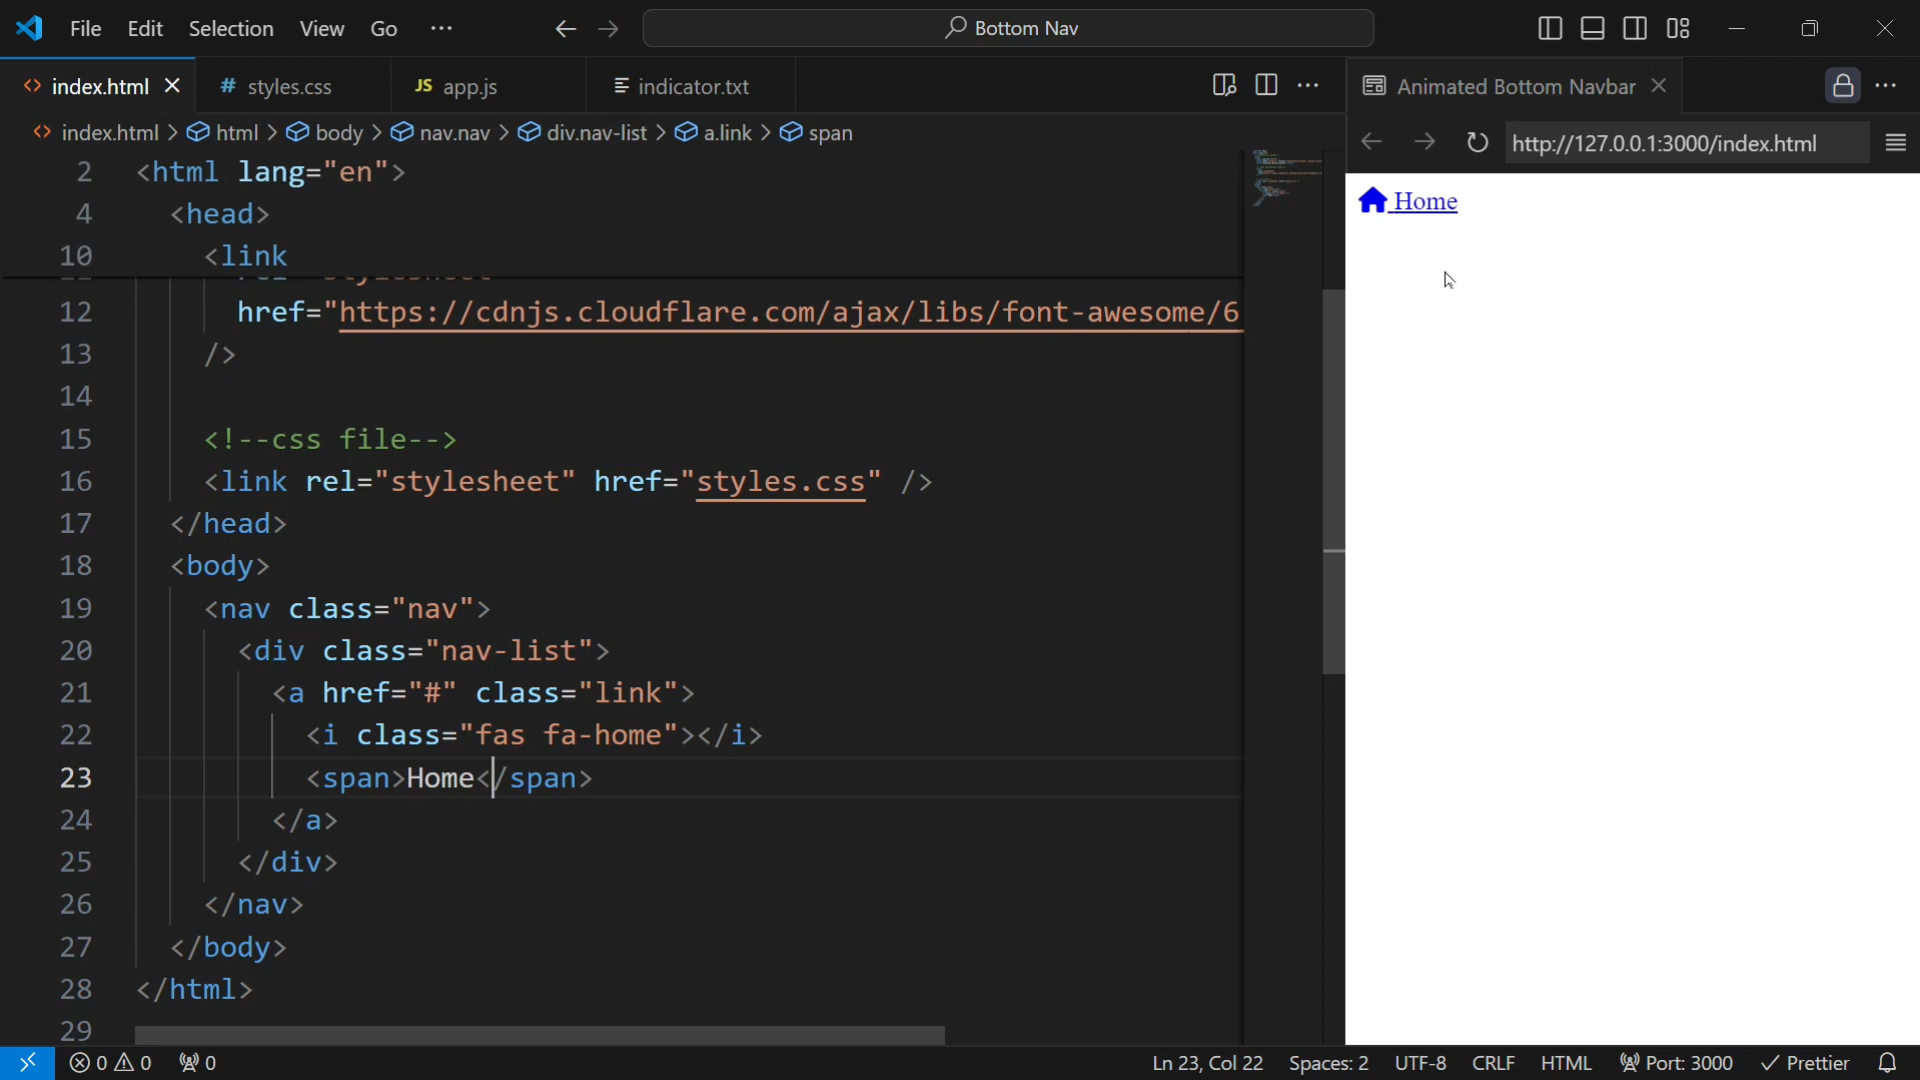 File Edit Selection View Go ···
Bottom Nav
index.html
# styles.css
JS app.js
indicator.txt
Animated Bottom Navbar
index.html > html > body > nav.nav > div.nav-list > a.link > span
http://127.0.0.1:3000/index.html
2 <html lang="en">
4 <head>
10 <link
12 href="https://cdnjs.cloudflare.com/ajax/libs/font-awesome/6
13 />
14
15 <!--css file-->
16 <link rel="stylesheet" href="styles.css" />
17 </head>
18 <body>
19 <nav class="nav">
20 <div class="nav-list">
21 <a href="#" class="link">
22 <i class="fas fa-home"></i>
23 <span>Home</span>
24 </a>
25 </div>
26 </nav>
27 </body>
28 </html>
29
Home
0 0 0
Ln 23, Col 22 Spaces: 2 UTF-8 CRLF HTML Port: 3000 Prettier